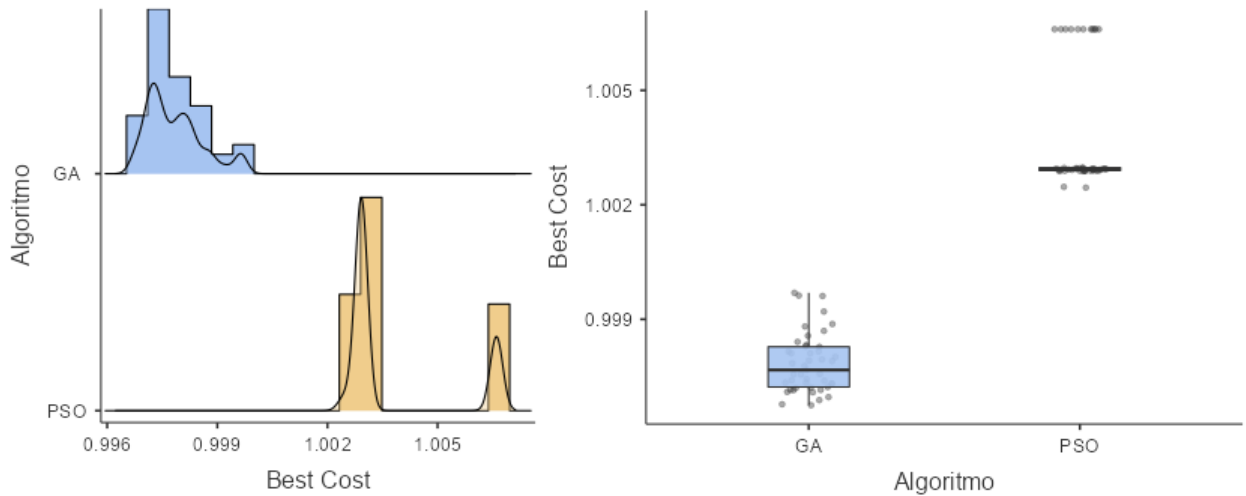 Algoritmo
GA
PSO
0.996 0.999 1.002 1.005
Best Cost
Best Cost
1.005
1.002
0.999
GA PSO
Algoritmo